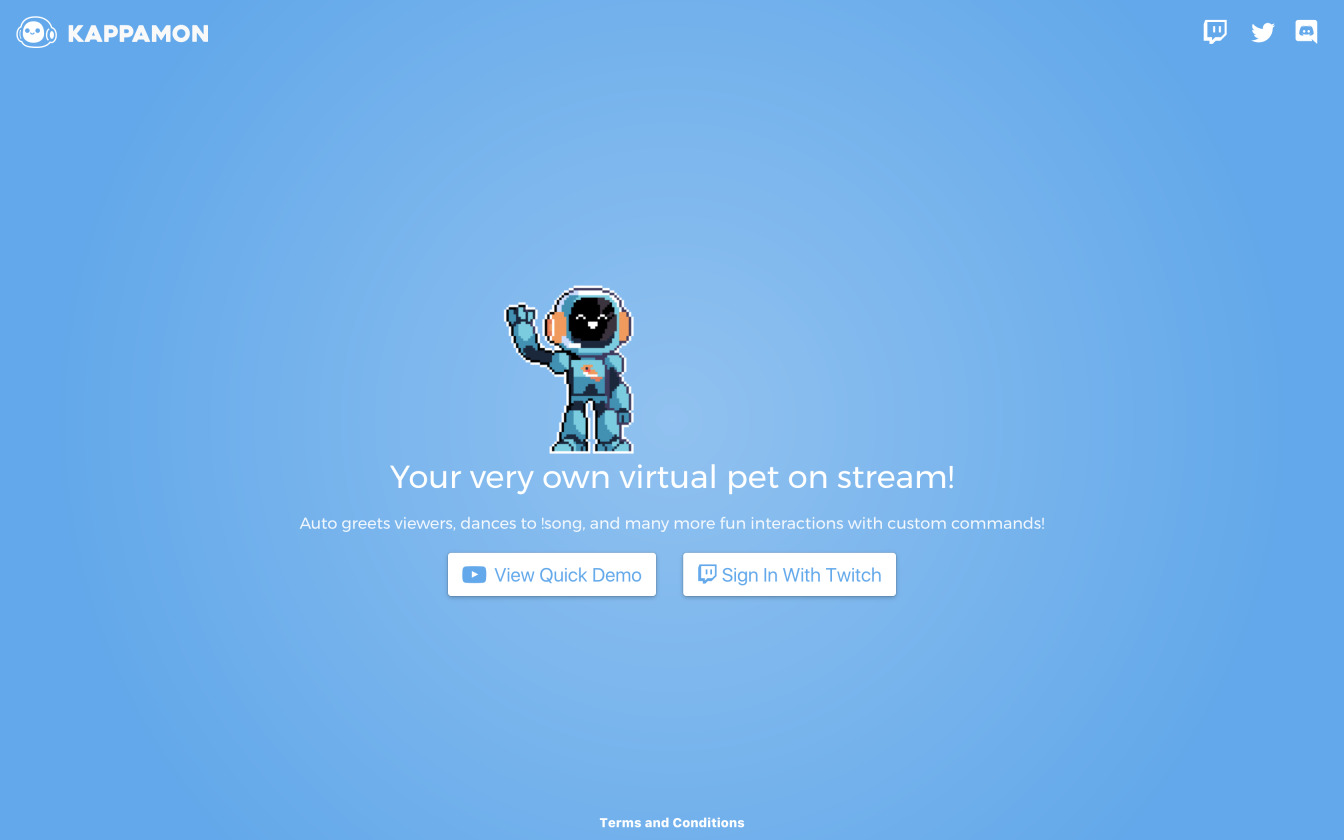 KAPPAMON
Your very own virtual pet on stream!
Auto greets viewers, dances to !song, and many more fun interactions with custom commands!
View Quick Demo
Sign In With Twitch
Terms and Conditions